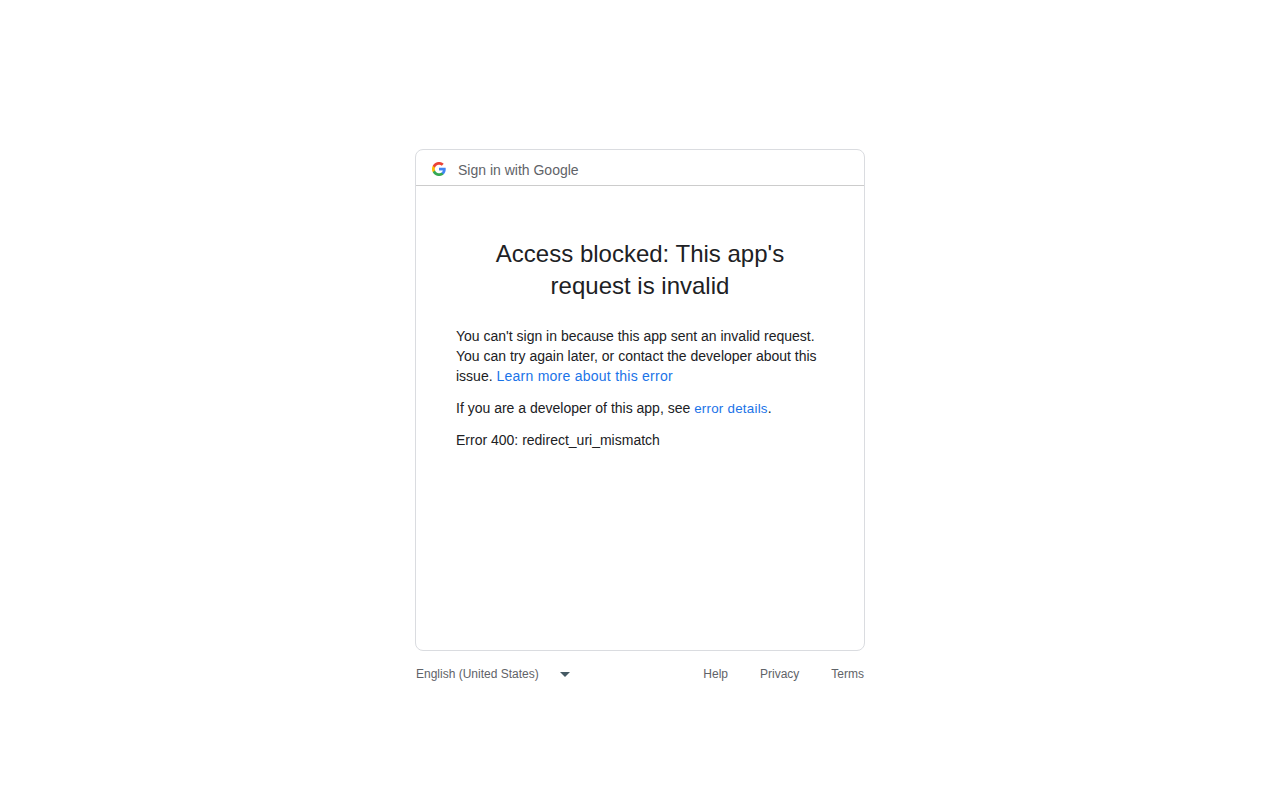 Sign in with Google
Access blocked: This app's
request is invalid
You can't sign in because this app sent an invalid request.
You can try again later, or contact the developer about this
issue. Learn more about this error
If you are a developer of this app, see error details.
Error 400: redirect_uri_mismatch
English (United States)
Help
Privacy
Terms